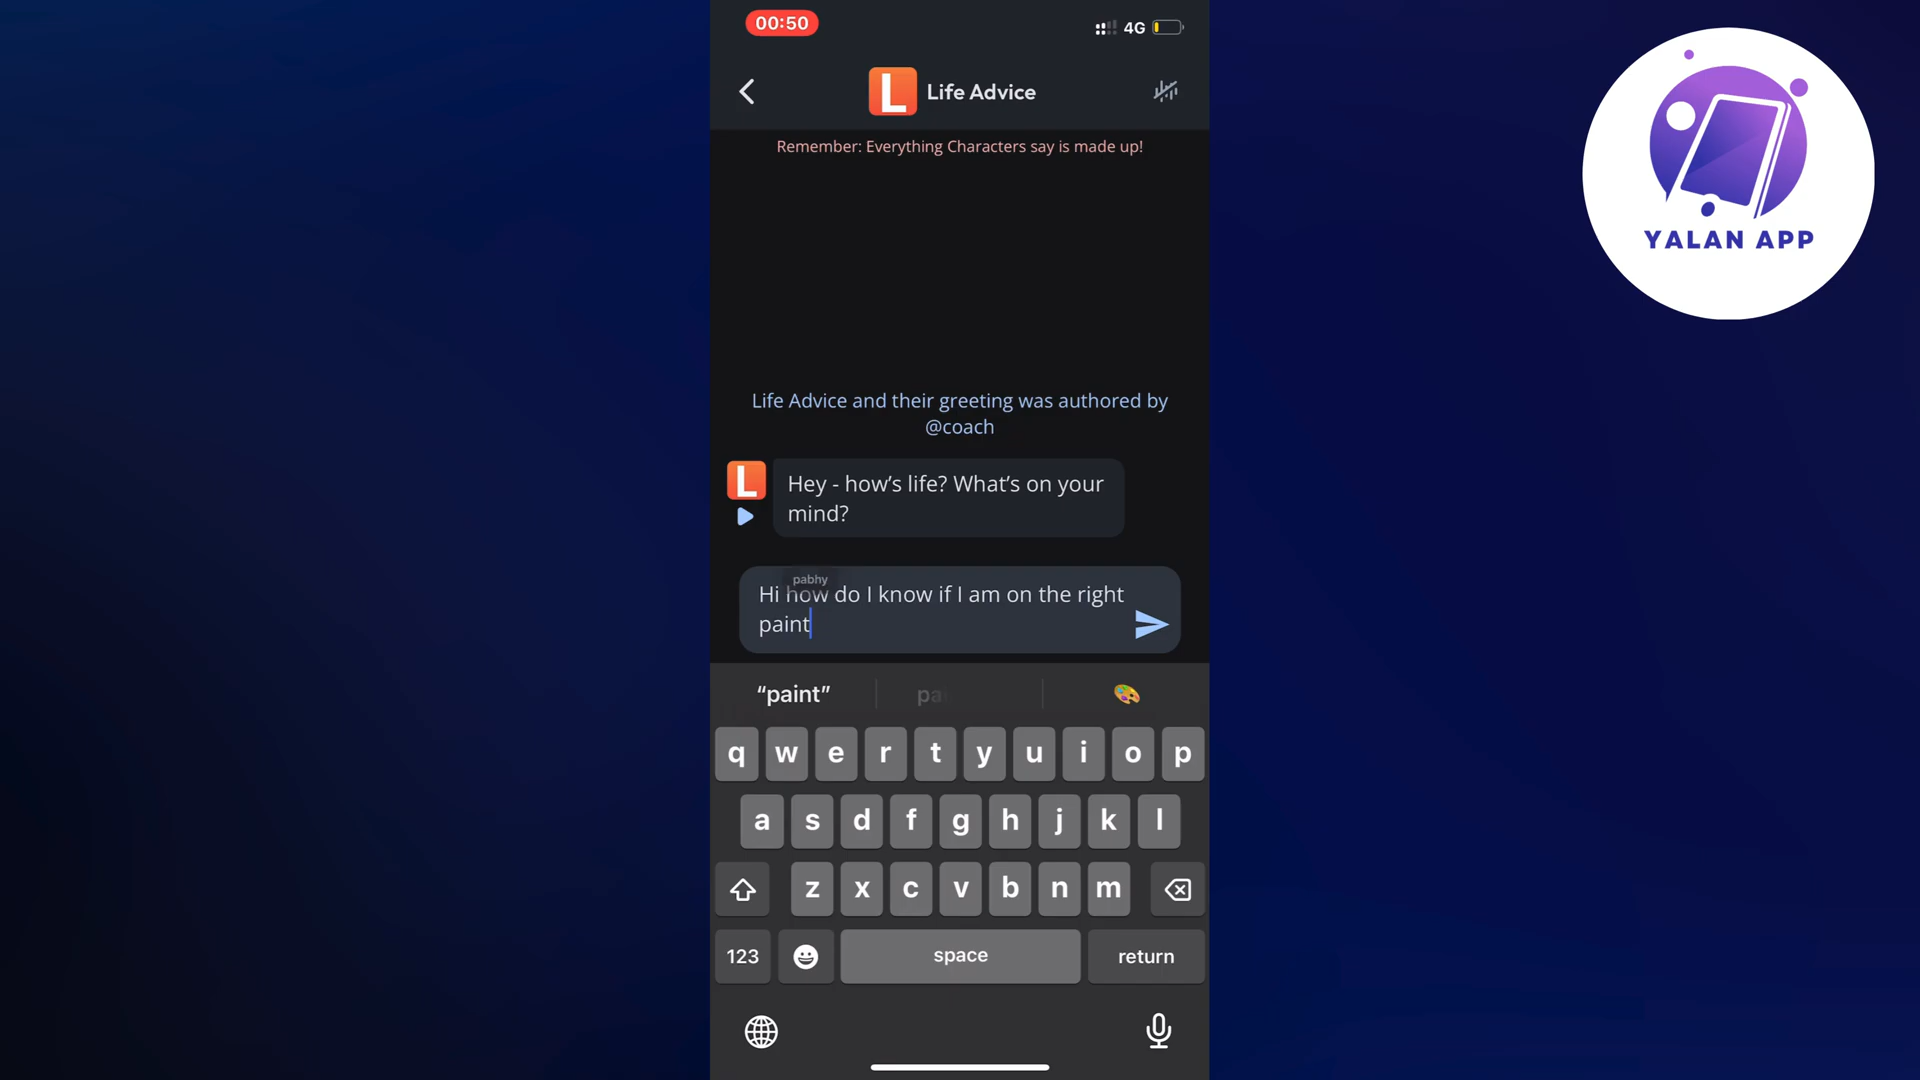 00:50
4G
L Life Advice
Remember: Everything Characters say is made up!
YALAN APP
Life Advice and their greeting was authored by
@coach
L
Hey - how's life? What's on your
mind?
pabhy
Hi how do I know if I am on the right
paint
“paint”
q w e r t y u i o p
a s d f g h j k l
z x c v b n m
123 space return